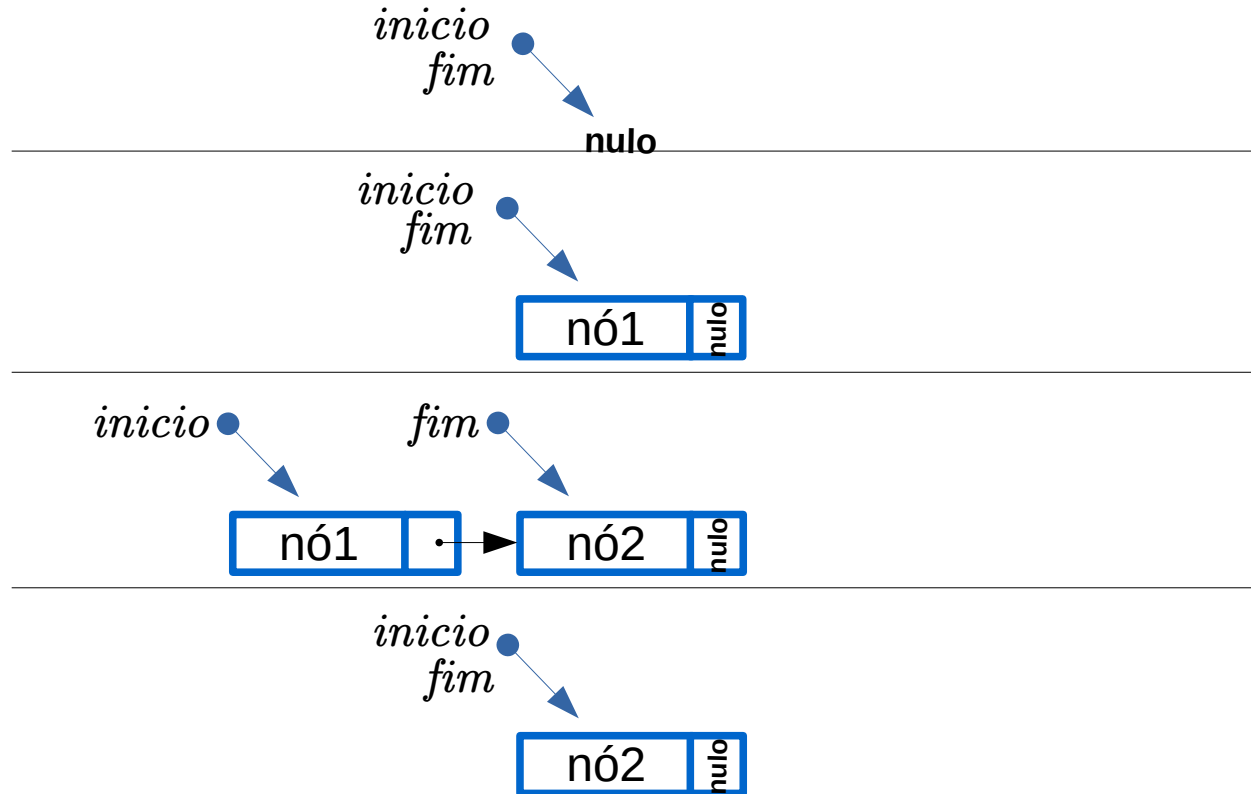 inicio
fim
nulo
inicio
fim
nó1 nulo
inicio fim
nó1 nó2 nulo
inicio
fim
nó2 nulo